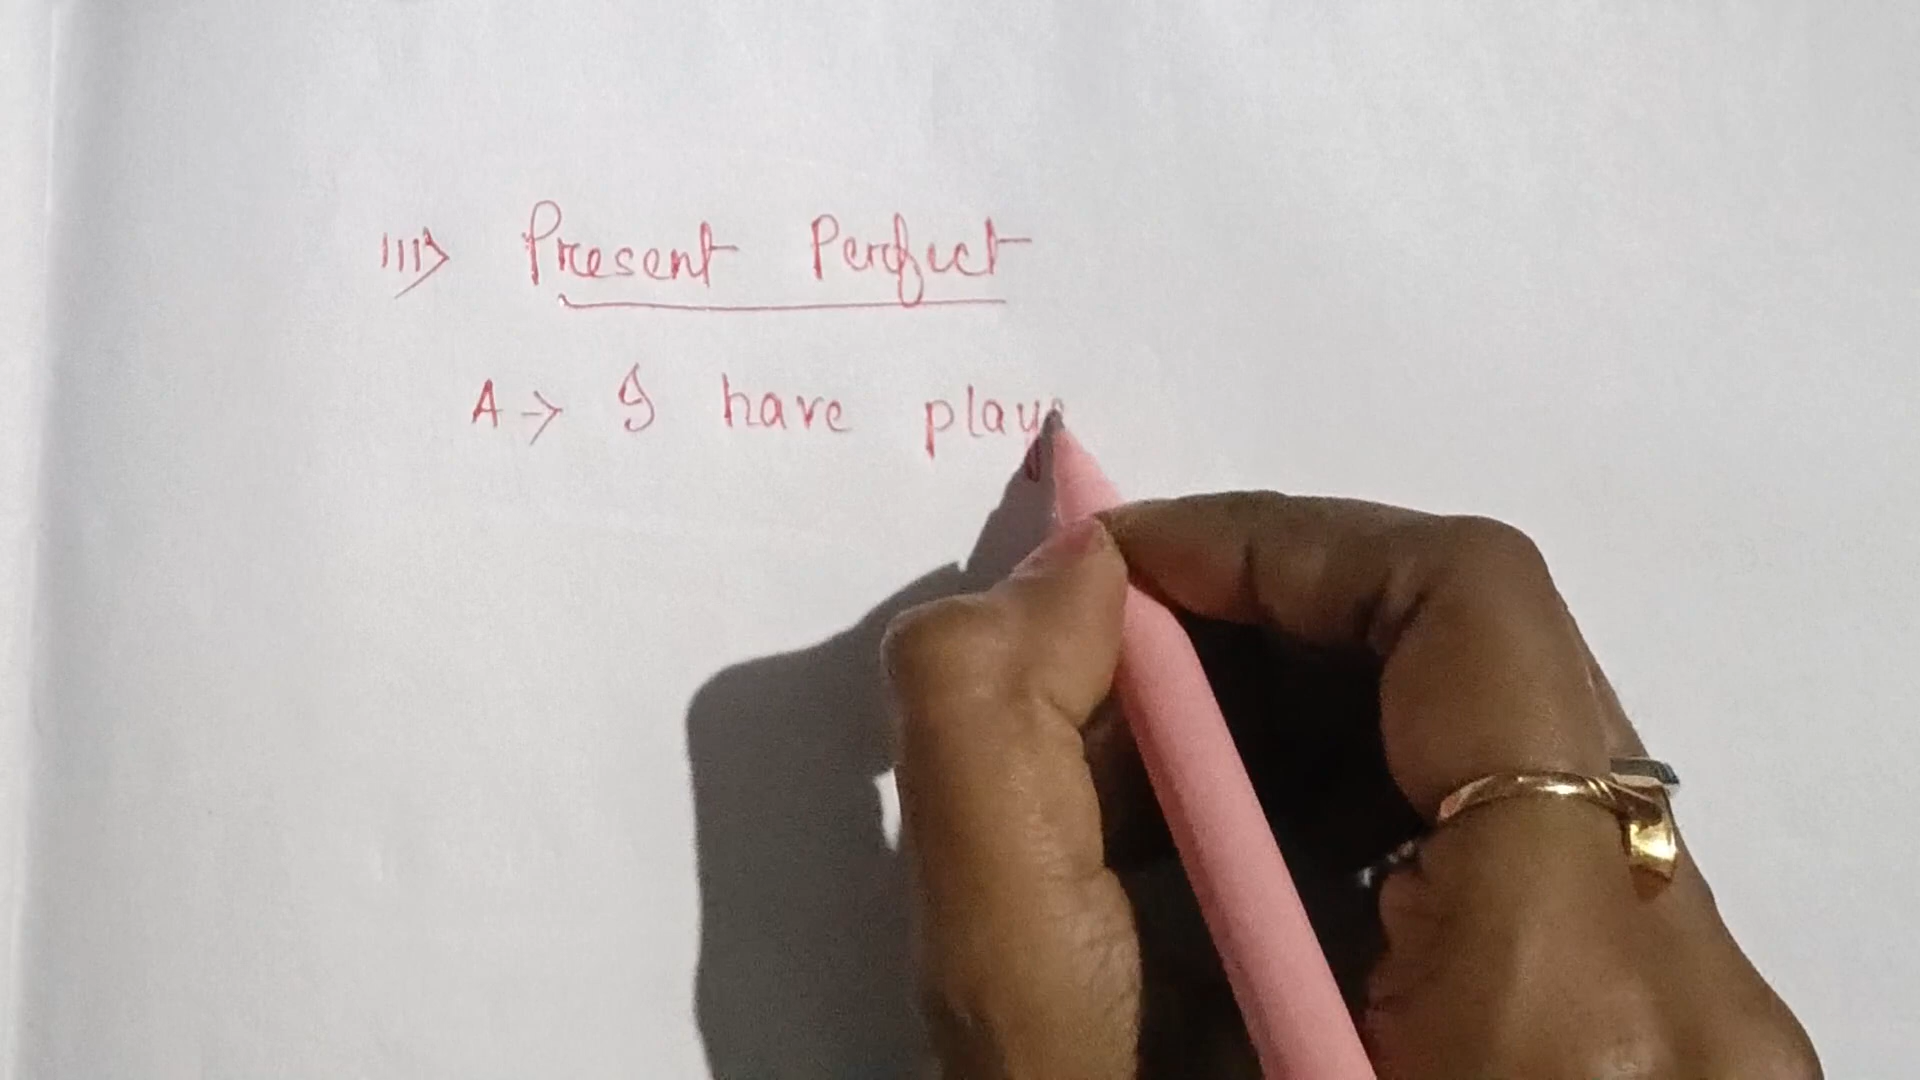 III> Present Perfect
A → I have play